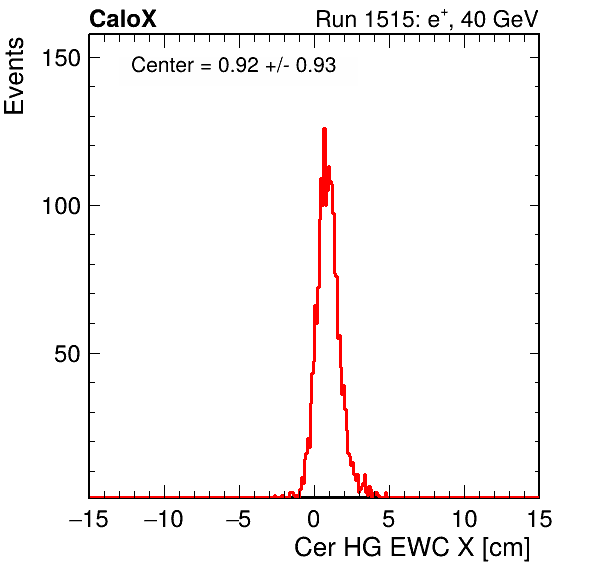 CaloX Run 1515: e⁺, 40 GeV
Center = 0.92 +/- 0.93
Events
150
100
50
−15 −10 −5 0 5 10 15
Cer HG EWC X [cm]